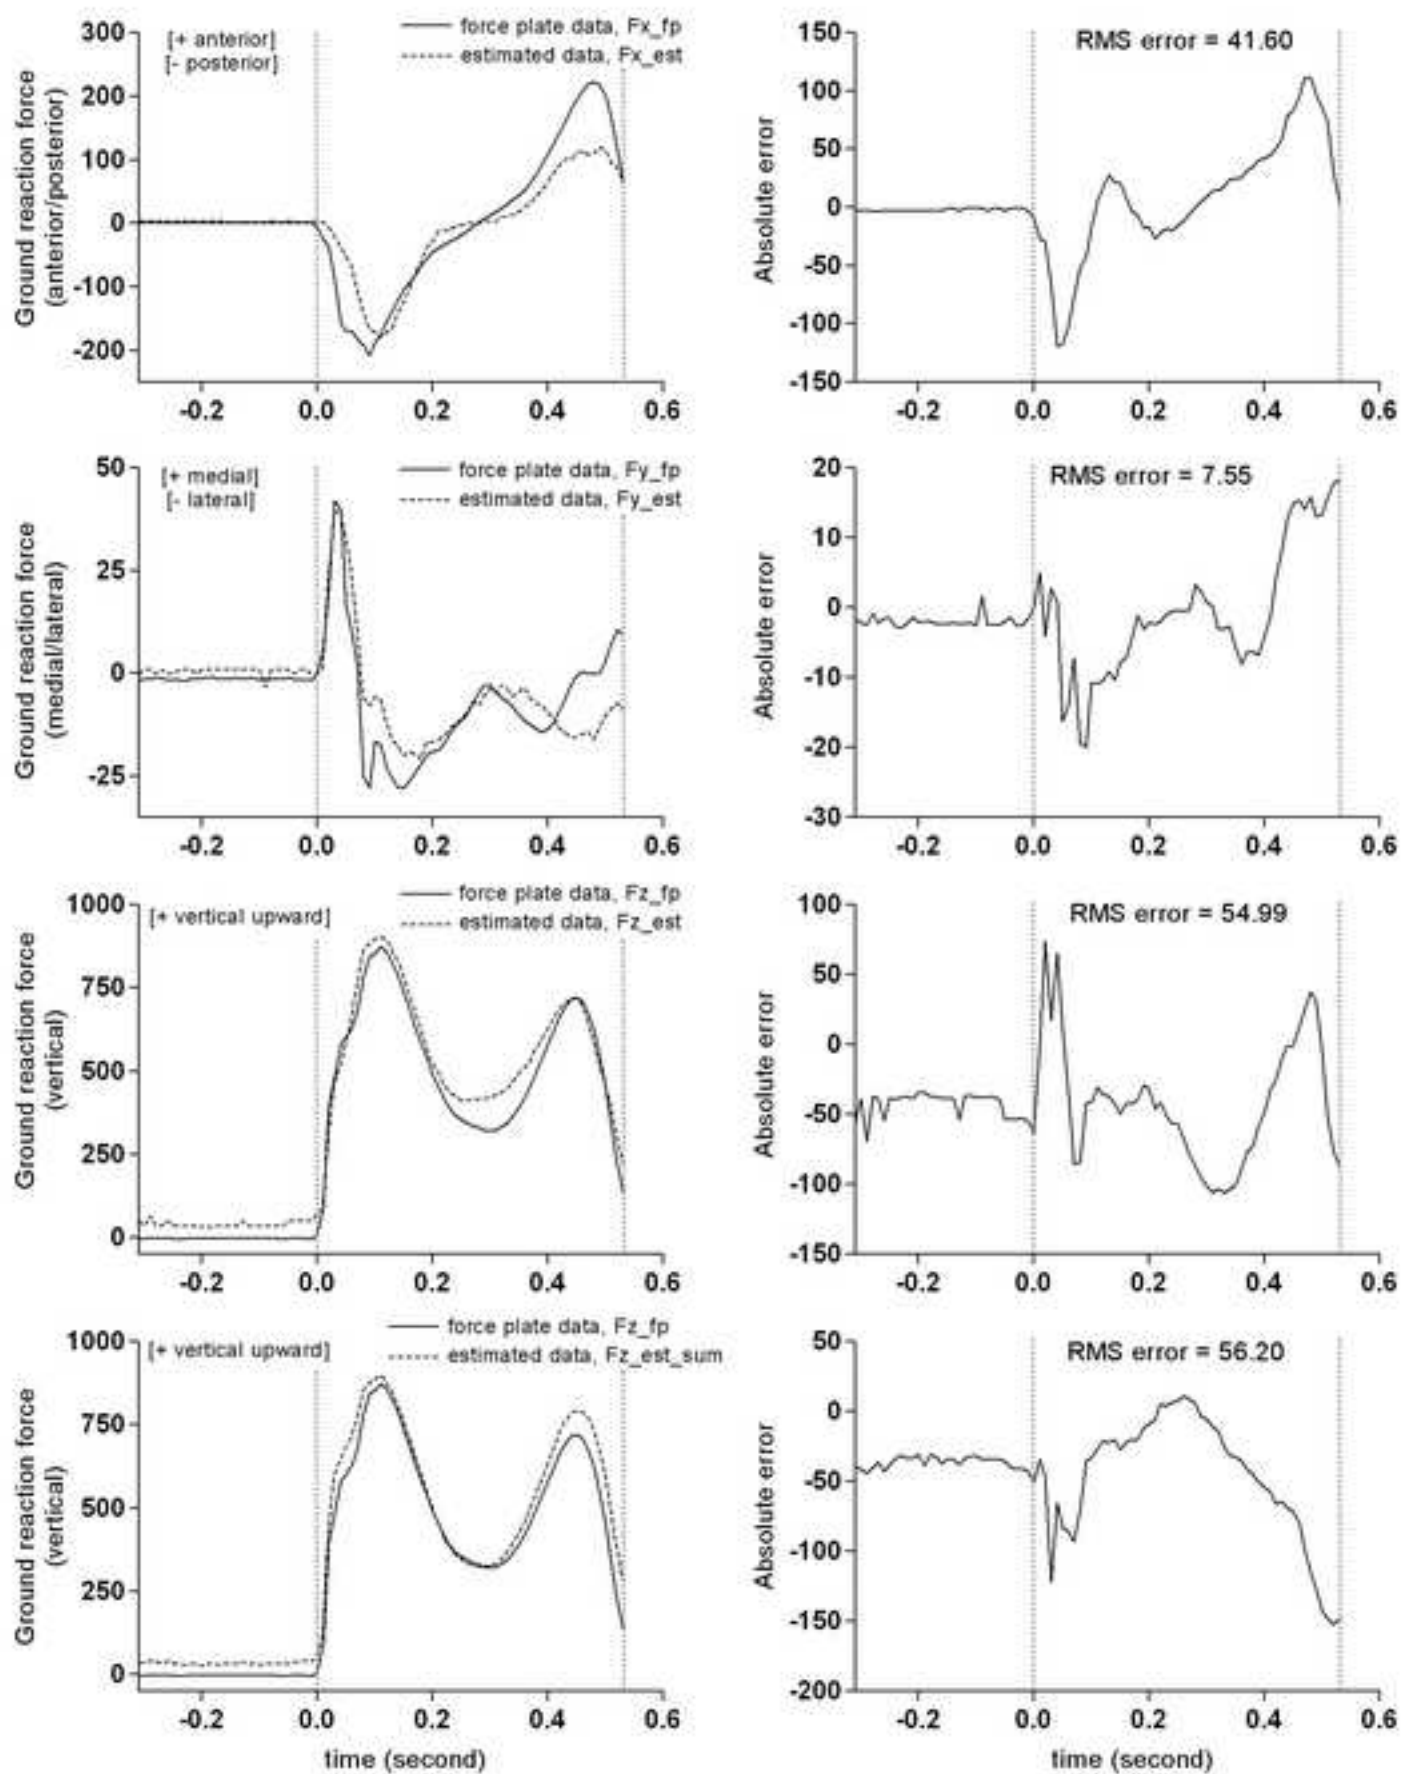 Ground reaction force
(anterior/posterior)
300
200
100
0
-100
-200
[+ anterior]
[- posterior]
force plate data, Fx_fp
estimated data, Fx_est
-0.2 0.0 0.2 0.4 0.6
Absolute error
150
100
50
0
-50
-100
-150
RMS error = 41.60
-0.2 0.0 0.2 0.4 0.6
Ground reaction force
(medial/lateral)
50
25
0
-25
[+ medial]
[- lateral]
force plate data, Fy_fp
estimated data, Fy_est
-0.2 0.0 0.2 0.4 0.6
Absolute error
20
10
0
-10
-20
-30
RMS error = 7.55
-0.2 0.0 0.2 0.4 0.6
Ground reaction force
(vertical)
1000
750
500
250
0
[+ vertical upward]
force plate data, Fz_fp
estimated data, Fz_est
-0.2 0.0 0.2 0.4 0.6
Absolute error
100
50
0
-50
-100
-150
RMS error = 54.99
-0.2 0.0 0.2 0.4 0.6
Ground reaction force
(vertical)
1000
750
500
250
0
[+ vertical upward]
force plate data, Fz_fp
estimated data, Fz_est_sum
-0.2 0.0 0.2 0.4 0.6
time (second)
Absolute error
50
0
-50
-100
-150
-200
RMS error = 56.20
-0.2 0.0 0.2 0.4 0.6
time (second)